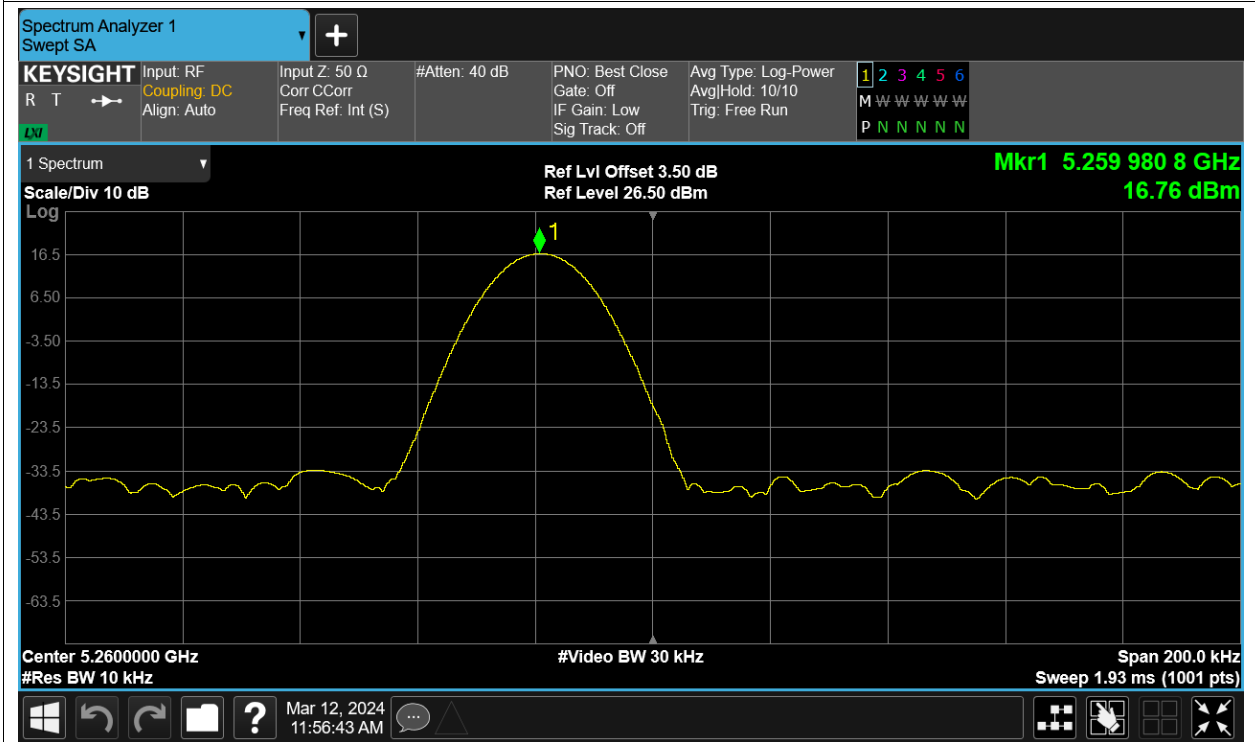 Spectrum Analyzer 1
Swept SA
KEYSIGHT
R T
LXI
Input: RF
Coupling: DC
Align: Auto
Input Z: 50 Ω
Corr CCorr
Freq Ref: Int (S)
#Atten: 40 dB
PNO: Best Close
Gate: Off
IF Gain: Low
Sig Track: Off
Avg Type: Log-Power
Avg|Hold: 10/10
Trig: Free Run
1 2 3 4 5 6
M W W W W W
P N N N N N
1 Spectrum
Scale/Div 10 dB
Log
Ref Lvl Offset 3.50 dB
Ref Level 26.50 dBm
Mkr1 5.259 980 8 GHz
16.76 dBm
1
16.5
6.50
-3.50
-13.5
-23.5
-33.5
-43.5
-53.5
-63.5
Center 5.2600000 GHz
#Res BW 10 kHz
#Video BW 30 kHz
Span 200.0 kHz
Sweep 1.93 ms (1001 pts)
?
Mar 12, 2024
11:56:43 AM